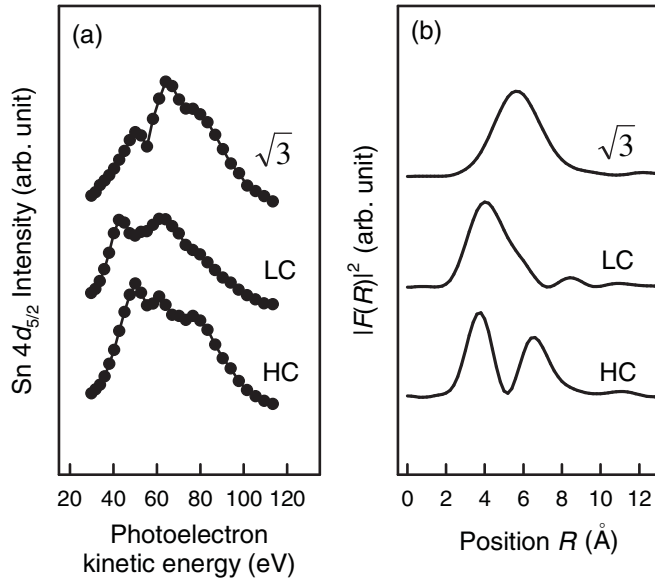 (a)
√3
LC
HC
Sn 4d5/2 Intensity (arb. unit)
20 40 60 80 100 120
Photoelectron
kinetic energy (eV)
(b)
√3
LC
HC
|F(R)|² (arb. unit)
0 2 4 6 8 10 12
Position R (Å)